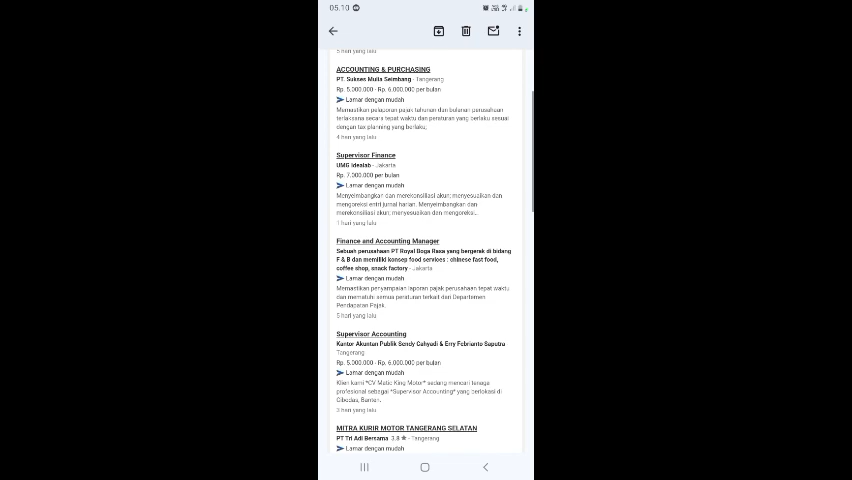 05.10
5 hari yang lalu
ACCOUNTING & PURCHASING
PT. Sukses Mulia Seimbang - Tangerang
Rp. 5.000.000 - Rp. 6.000.000 per bulan
Lamar dengan mudah
Memastikan pelaporan pajak tahunan dan bulanan perusahaan
terlaksana secara tepat waktu dan peraturan yang berlaku sesuai
dengan tax planning yang berlaku;
4 hari yang lalu
Supervisor Finance
UMG Idealab - Jakarta
Rp. 7.000.000 per bulan
Lamar dengan mudah
Menyeimbangkan dan merekonsiliasi akun; menyesuaikan dan
mengoreksi entri jurnal harian. Menyeimbangkan dan
merekonsiliasi akun; menyesuaikan dan mengoreksi…
1 hari yang lalu
Finance and Accounting Manager
Sebuah perusahaan PT Royal Boga Rasa yang bergerak di bidang
F & B dan memiliki konsep food services : chinese fast food,
coffee shop, snack factory - Jakarta
Lamar dengan mudah
Memastikan penyampaian laporan pajak perusahaan tepat waktu
dan mematuhi semua peraturan terkait dari Departemen
Pendapatan Pajak.
5 hari yang lalu
Supervisor Accounting
Kantor Akuntan Publik Sendy Cahyadi & Erry Febrianto Saputra
Tangerang
Rp. 5.000.000 - Rp. 6.000.000 per bulan
Lamar dengan mudah
Klien kami *CV Matic King Motor* sedang mencari tenaga
profesional sebagai *Supervisor Accounting* yang berlokasi di
Cibodas, Banten.
3 hari yang lalu
MITRA KURIR MOTOR TANGERANG SELATAN
PT Tri Adi Bersama 3.8 ★ - Tangerang
Lamar dengan mudah